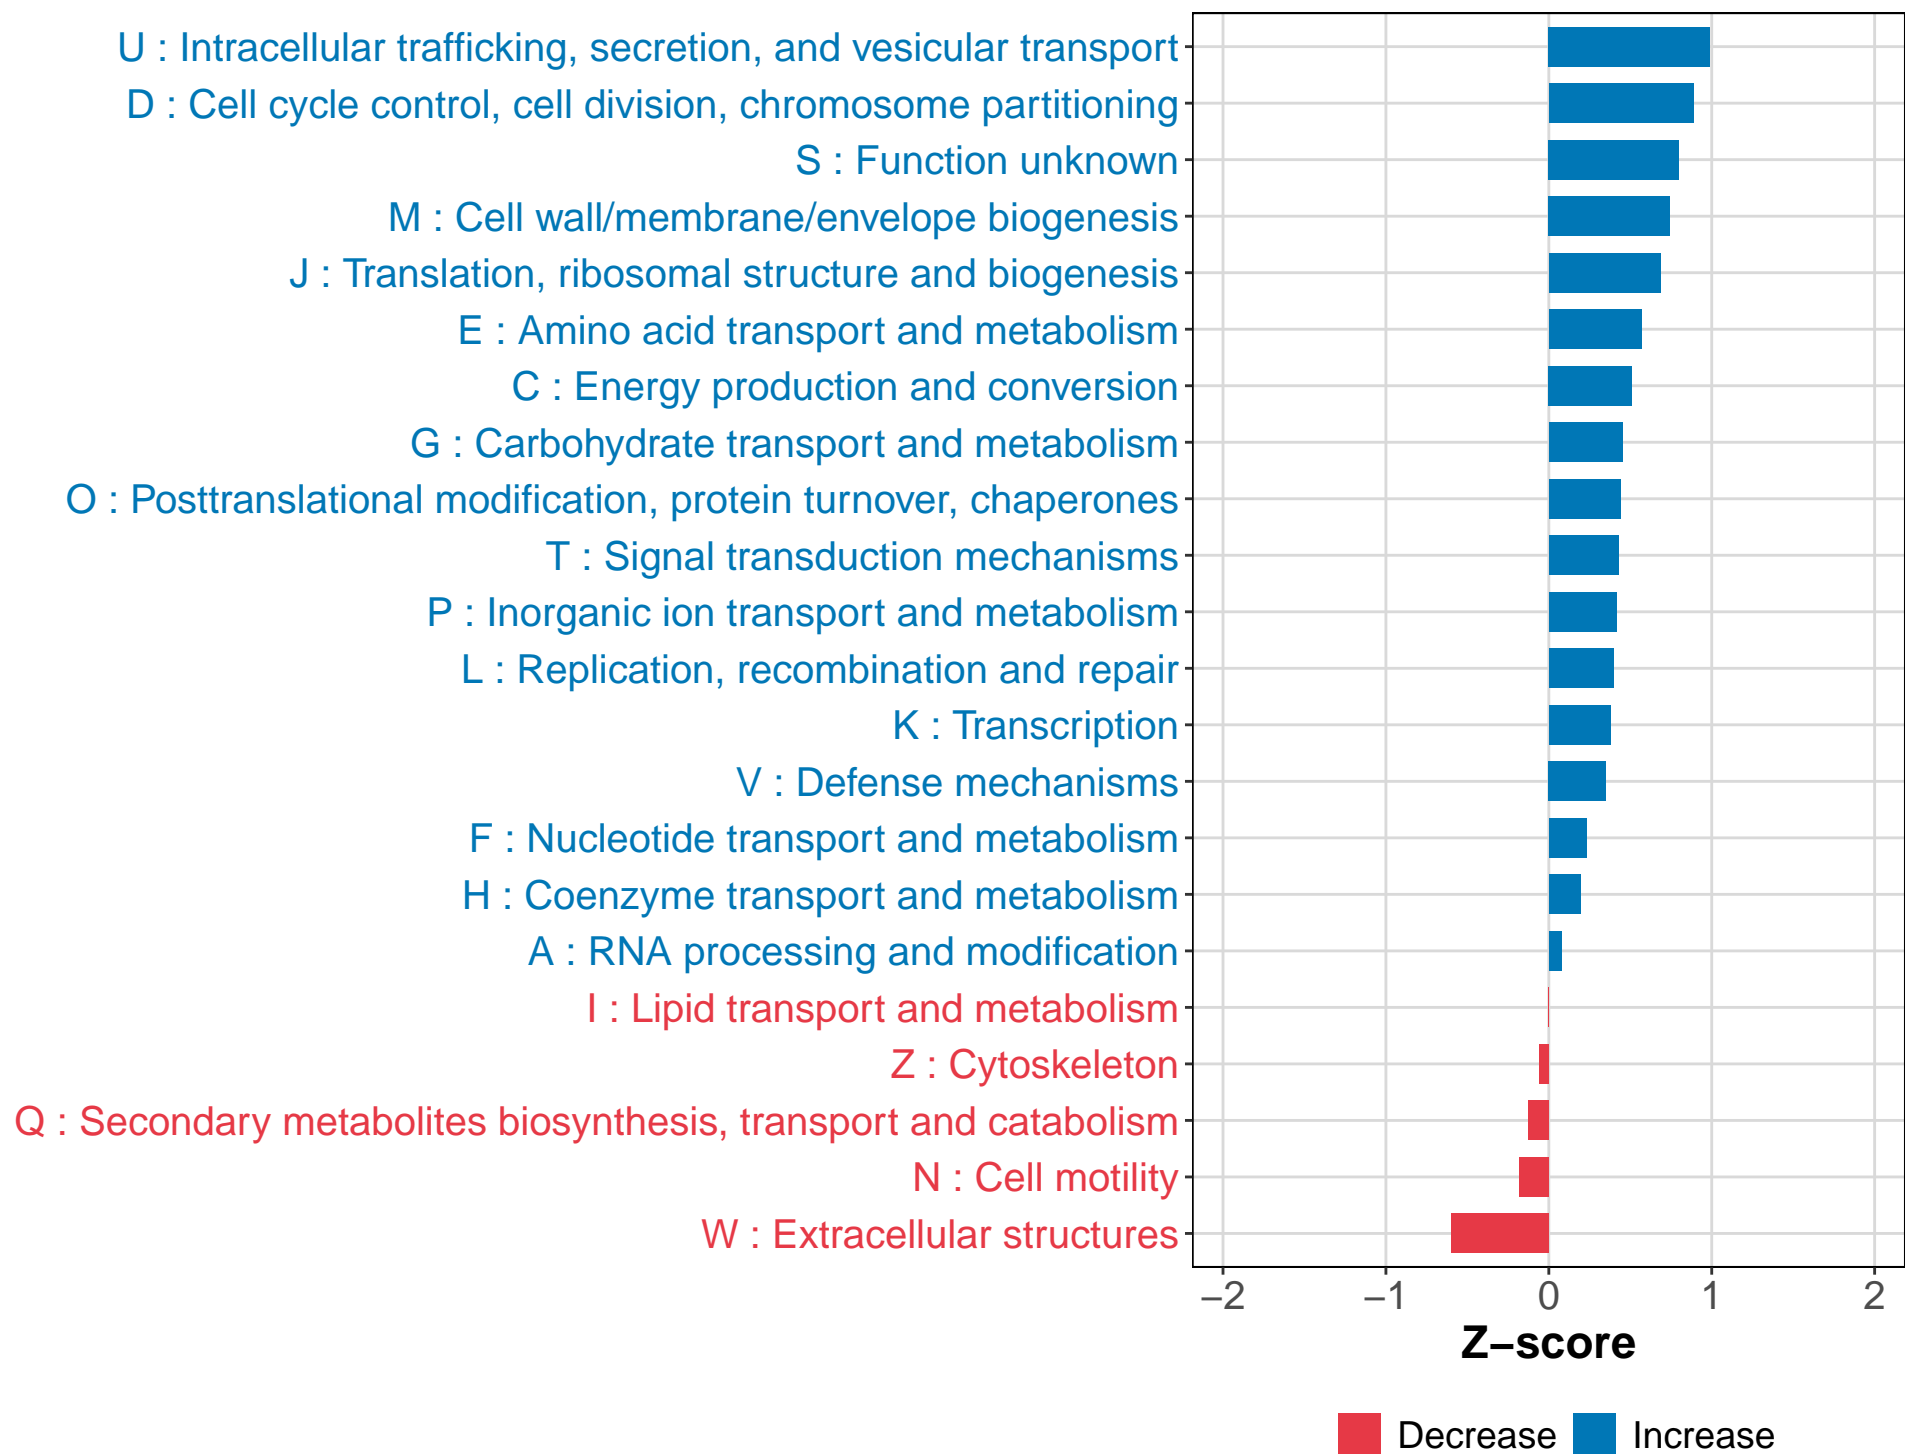 U : Intracellular trafficking, secretion, and vesicular transport
D : Cell cycle control, cell division, chromosome partitioning
S : Function unknown
M : Cell wall/membrane/envelope biogenesis
J : Translation, ribosomal structure and biogenesis
E : Amino acid transport and metabolism
C : Energy production and conversion
G : Carbohydrate transport and metabolism
O : Posttranslational modification, protein turnover, chaperones
T : Signal transduction mechanisms
P : Inorganic ion transport and metabolism
L : Replication, recombination and repair
K : Transcription
V : Defense mechanisms
F : Nucleotide transport and metabolism
H : Coenzyme transport and metabolism
A : RNA processing and modification
I : Lipid transport and metabolism
Z : Cytoskeleton
Q : Secondary metabolites biosynthesis, transport and catabolism
N : Cell motility
W : Extracellular structures
−2 −1 0 1 2
Z−score
Decrease Increase